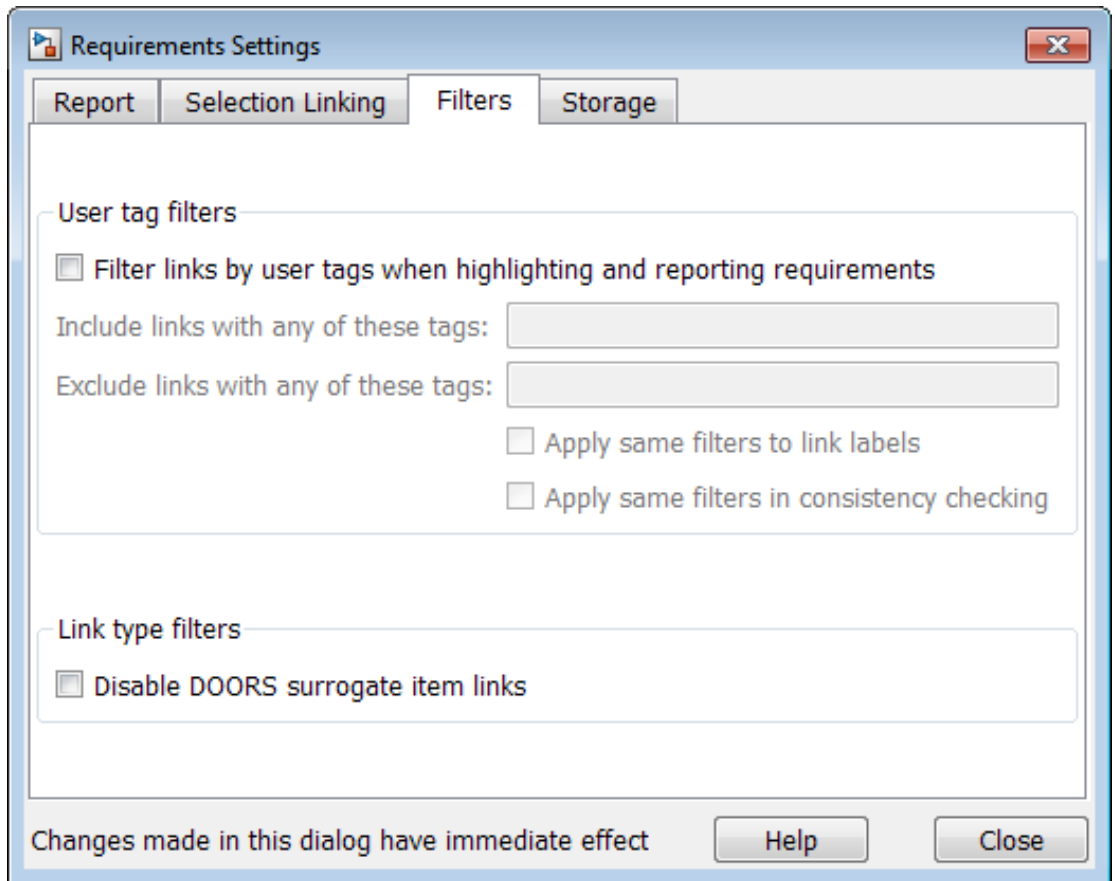 Requirements Settings
Report Selection Linking Filters Storage
User tag filters
Filter links by user tags when highlighting and reporting requirements
Include links with any of these tags:
Exclude links with any of these tags:
Apply same filters to link labels
Apply same filters in consistency checking
Link type filters
Disable DOORS surrogate item links
Changes made in this dialog have immediate effect Help Close